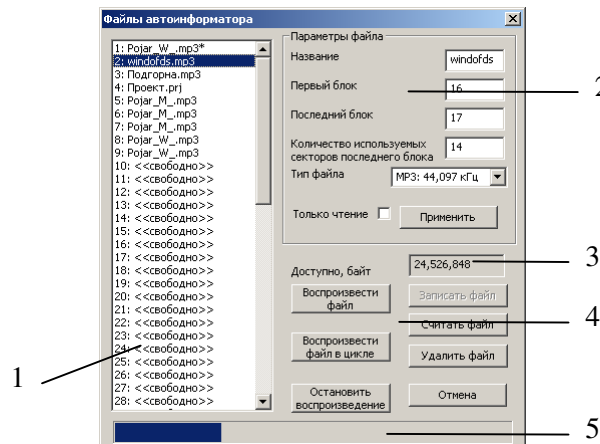 Файлы автоинформатора
1: Pojar_W_.mp3*
2: windofds.mp3
3: Подгорна.mp3
4: Проект.prj
5: Pojar_M_.mp3
6: Pojar_M_.mp3
7: Pojar_M_.mp3
8: Pojar_W_.mp3
9: Pojar_W_.mp3
10: <<свободно>>
11: <<свободно>>
12: <<свободно>>
13: <<свободно>>
14: <<свободно>>
15: <<свободно>>
16: <<свободно>>
17: <<свободно>>
18: <<свободно>>
19: <<свободно>>
20: <<свободно>>
21: <<свободно>>
22: <<свободно>>
23: <<свободно>>
24: <<свободно>>
25: <<свободно>>
26: <<свободно>>
27: <<свободно>>
28: <<свободно>>
Параметры файла
Название windofds
Первый блок 16
Последний блок 17
Количество используемых
секторов последнего блока 14
Тип файла MP3: 44,097 кГц
Только чтение Применить
Доступно, байт 24,526,848
Воспроизвести
файл
Записать файл
Считать файл
Воспроизвести
файл в цикле
Удалить файл
Остановить
воспроизведение
Отмена
1
2
3
4
5